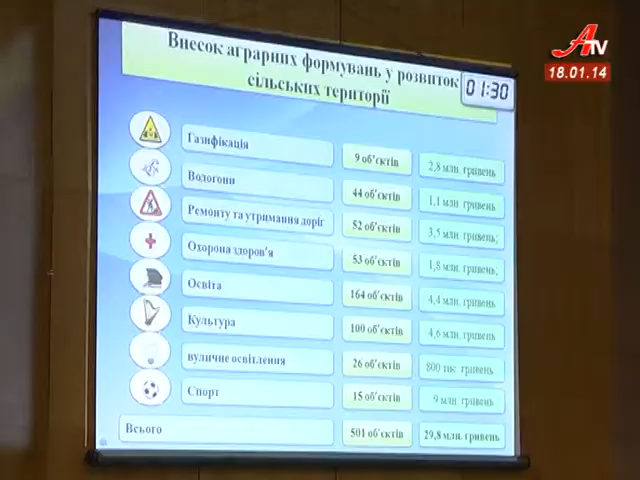 ATV
18.01.14
Внесок аграрних формувань у розвиток
сільських території
01:30
Газифікація 9 об'єктів 2,8 млн. гривень
Вологони 44 об'єктів 1,1 млн. гривень
Ремонту та утримання доріг 52 об'єктів 3,5 млн. гривень;
Охорона здоров'я 53 об'єктів 1,8 млн. гривень;
Освіта 164 об'єктів 4,4 млн. гривень
Культура 100 об'єктів 4,6 млн. гривень
вуличне освітлення 26 об'єктів 800 тис. гривень
Спорт 15 об'єктів 9 млн. гривень
Всього 501 об'єктів 29,8 млн. гривень